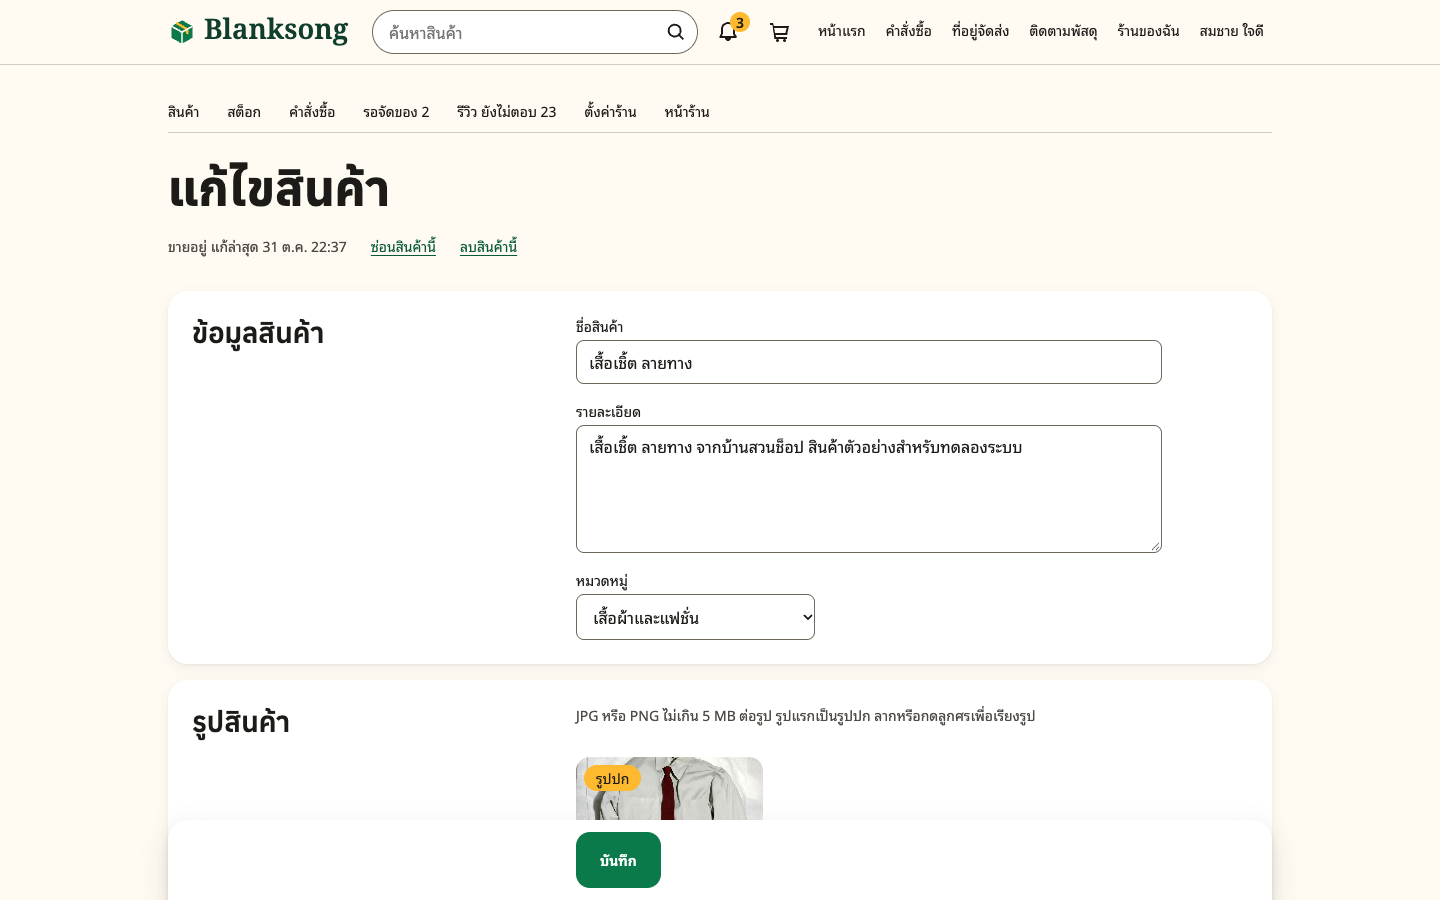 Blanksong
ค้นหาสินค้า
3
หน้าแรก
คำสั่งซื้อ
ที่อยู่จัดส่ง
ติดตามพัสดุ
ร้านของฉัน
สมชาย ใจดี
สินค้า
สต็อก
คำสั่งซื้อ
รอจัดของ 2
รีวิว ยังไม่ตอบ 23
ตั้งค่าร้าน
หน้าร้าน
แก้ไขสินค้า
ขายอยู่ แก้ล่าสุด 31 ต.ค. 22:37
ซ่อนสินค้านี้
ลบสินค้านี้
ข้อมูลสินค้า
ชื่อสินค้า
เสื้อเชิ้ต ลายทาง
รายละเอียด
เสื้อเชิ้ต ลายทาง จากบ้านสวนช็อป สินค้าตัวอย่างสำหรับทดลองระบบ
หมวดหมู่
เสื้อผ้าและแฟชั่น
รูปสินค้า
JPG หรือ PNG ไม่เกิน 5 MB ต่อรูป รูปแรกเป็นรูปปก ลากหรือกดลูกศรเพื่อเรียงรูป
รูปปก
บันทึก